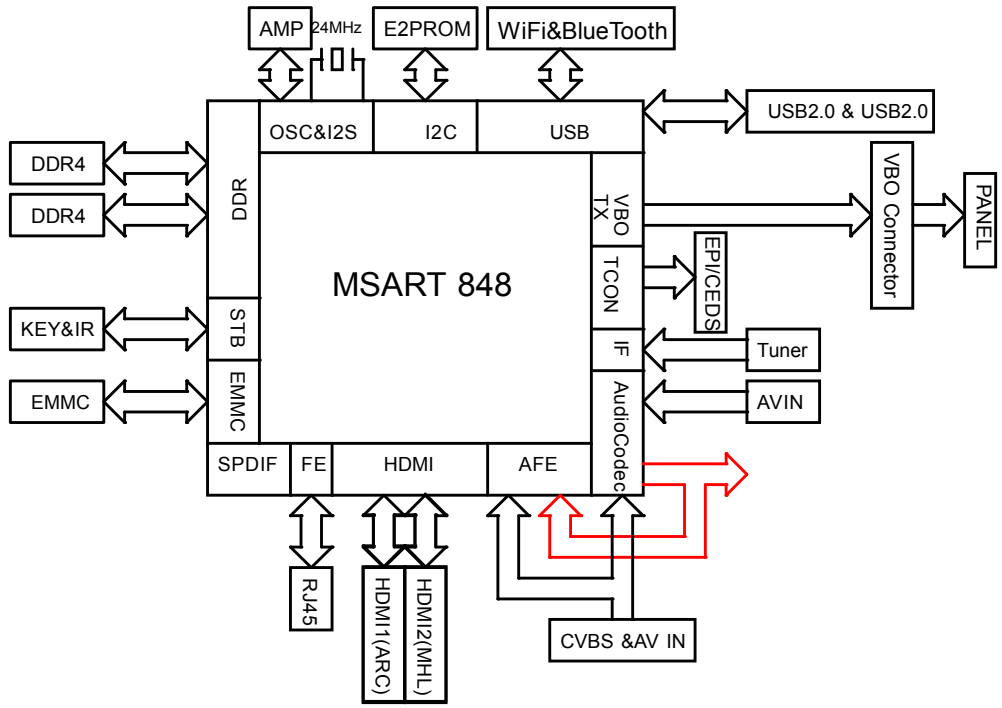 AMP
24MHz
E2PROM
WiFi&BlueTooth
OSC&I2S
I2C
USB
USB2.0 & USB2.0
DDR4
DDR4
DDR
VBO
TX
VBO Connector
PANEL
MSART 848
TCON
EPI/CEDS
KEY&IR
STB
IF
Tuner
EMMC
EMMC
AudioCodec
AVIN
SPDIF
FE
HDMI
AFE
RJ45
HDMI1(ARC)
HDMI2(MHL)
CVBS &AV IN